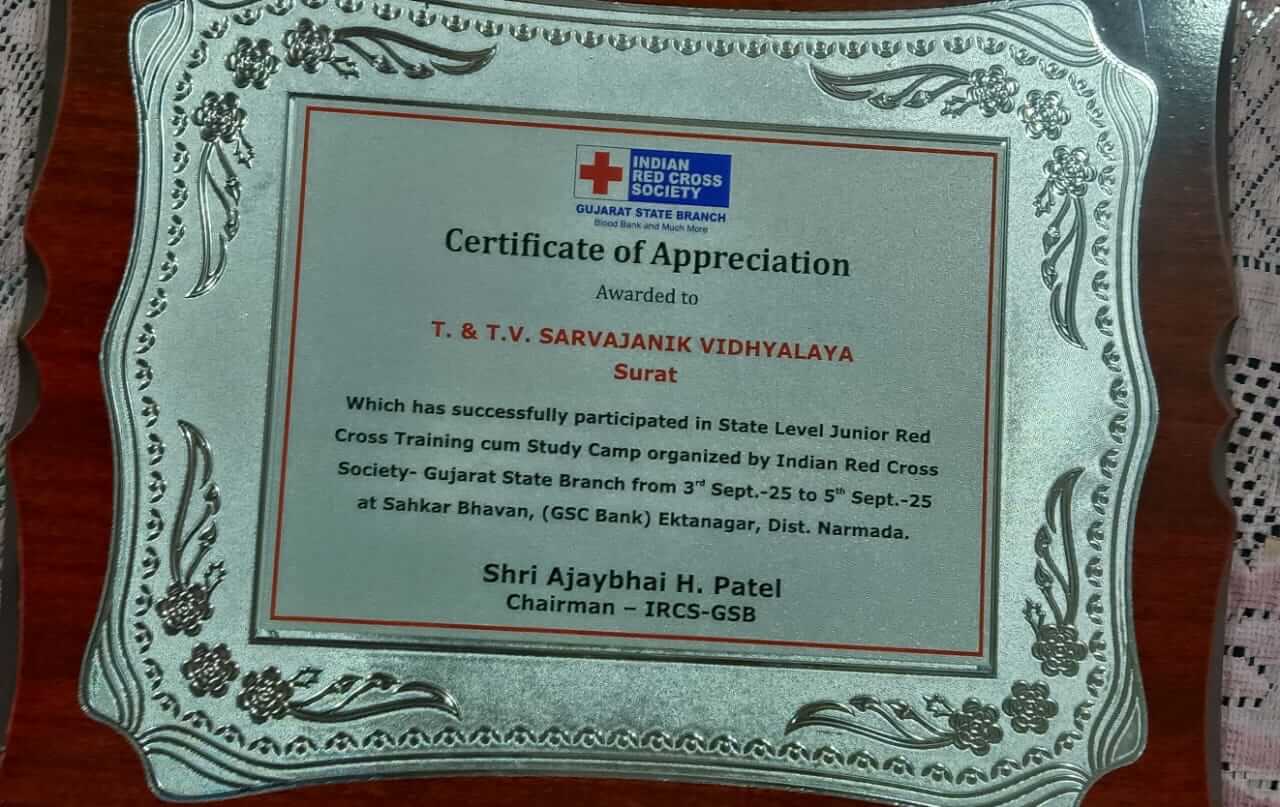 INDIAN
RED CROSS
SOCIETY
GUJARAT STATE BRANCH
Blood Bank and Much More
Certificate of Appreciation
Awarded to
T. & T.V. SARVAJANIK VIDHYALAYA
Surat
Which has successfully participated in State Level Junior Red
Cross Training cum Study Camp organized by Indian Red Cross
Society- Gujarat State Branch from 3rd Sept.-25 to 5th Sept.-25
at Sahkar Bhavan, (GSC Bank) Ektanagar, Dist. Narmada.
Shri Ajaybhai H. Patel
Chairman – IRCS-GSB